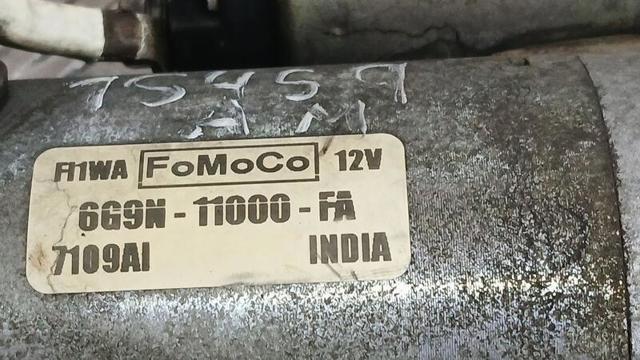 75459
AM
F11WA FoMoCo 12V
6G9N - 11000 - FA
7109AI INDIA